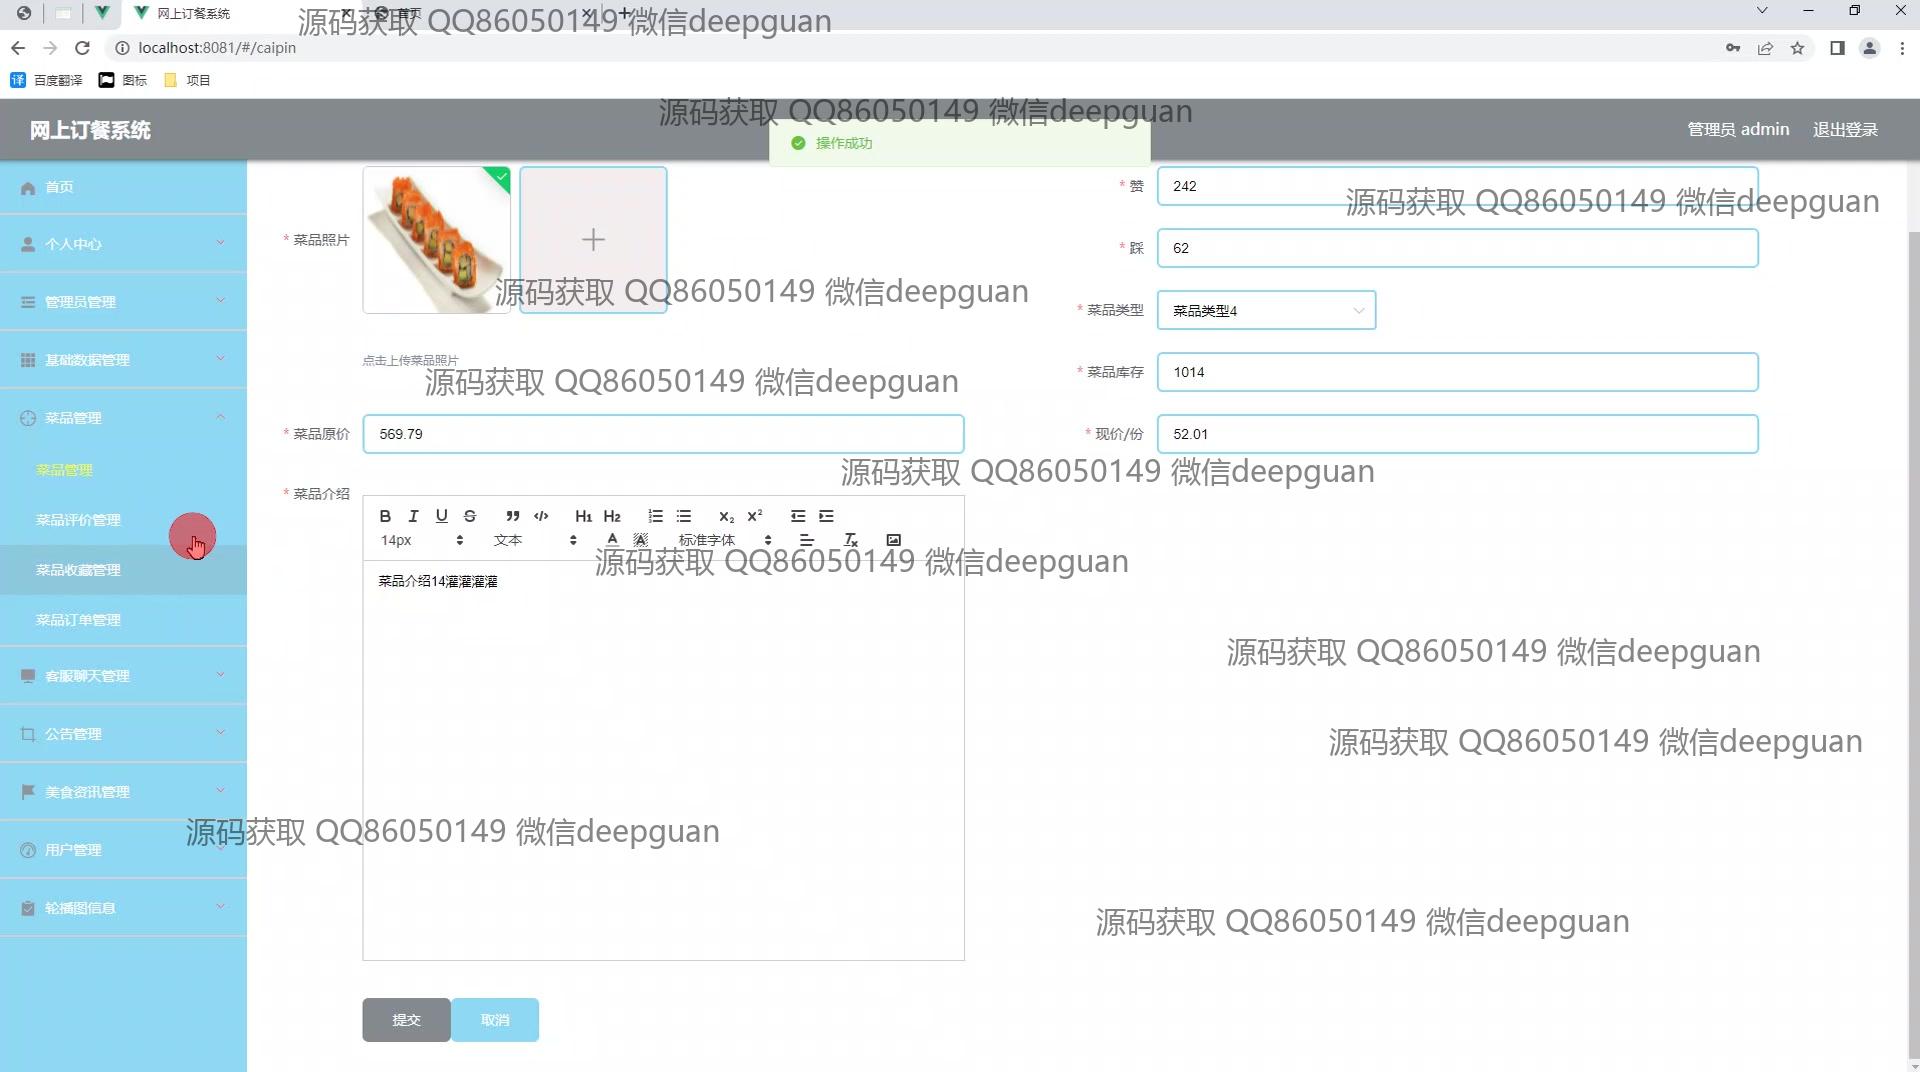 网上订餐系统
首页
源码获取 QQ86050149 微信deepguan
localhost:8081/#/caipin
百度翻译
图标
项目
源码获取 QQ86050149 微信deepguan
网上订餐系统
管理员 admin
退出登录
操作成功
首页
个人中心
管理员管理
基础数据管理
菜品管理
菜品管理
菜品评价管理
菜品收藏管理
菜品订单管理
客服聊天管理
公告管理
美食资讯管理
用户管理
轮播图信息
* 菜品照片
点击上传菜品照片
* 赞
242
源码获取 QQ86050149 微信deepguan
* 踩
62
源码获取 QQ86050149 微信deepguan
* 菜品类型
菜品类型4
源码获取 QQ86050149 微信deepguan
* 菜品库存
1014
* 菜品原价
569.79
* 现价/份
52.01
源码获取 QQ86050149 微信deepguan
* 菜品介绍
B I U S H1 H2 X2 X2
14px
文本
A
A
标准字体
源码获取 QQ86050149 微信deepguan
菜品介绍14灌灌灌灌
源码获取 QQ86050149 微信deepguan
源码获取 QQ86050149 微信deepguan
源码获取 QQ86050149 微信deepguan
源码获取 QQ86050149 微信deepguan
提交
取消